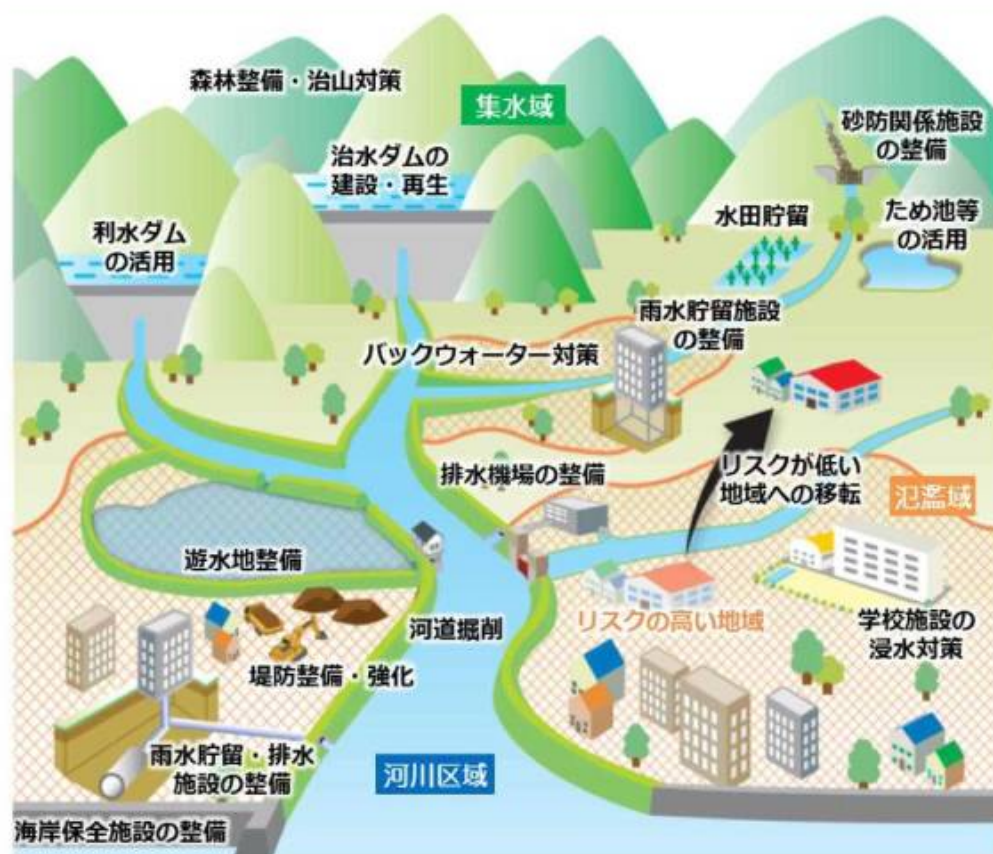 森林整備・治山対策
集水域
砂防関係施設
の整備
治水ダムの
建設・再生
水田貯留
ため池等
の活用
利水ダム
の活用
雨水貯留施設
の整備
バックウォーター対策
排水機場の整備
リスクが低い
地域への移転
氾濫域
遊水地整備
リスクの高い地域
学校施設の
浸水対策
河道掘削
堤防整備・強化
雨水貯留・排水
施設の整備
河川区域
海岸保全施設の整備